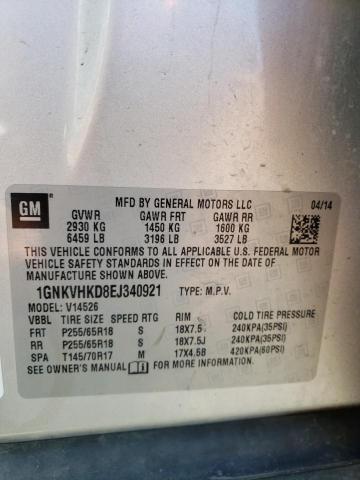 GM
MFD BY GENERAL MOTORS LLC 04/14
GVWR GAWR FRT GAWR RR
2930 KG 1450 KG 1600 KG
6459 LB 3196 LB 3527 LB
THIS VEHICLE CONFORMS TO ALL APPLICABLE U.S. FEDERAL
VEHICLE SAFETY STANDARDS IN EFFECT ON THE DATE OF
MANUFACTURE SHOWN ABOVE.
1GNKVHKD8EJ340921 TYPE: M.P.V.
MODEL: V14526
VBBL TIRE SIZE SPEED RTG RIM COLD TIRE PRESSURE
FRT P255/65R18 S 18X7.5 240KPA(35PSI)
RR P255/65R18 S 18X7.5J 240KPA(35PSI)
SPA T145/70R17 M 17X4.5B 420KPA(60PSI)
SEE OWNER'S MANUAL FOR ADDITIONAL INFORMATION.